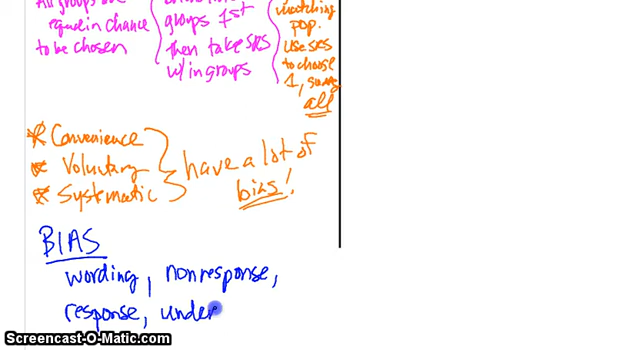 All groups are
equal in chance
to be chosen
groups 1st
then take SRS
w/in groups
matching
pop.
use SRS
to choose
1, survey
all
Convenience
Voluntary
Systematic
have a lot of
bias!
BIAS
wording, nonresponse,
response, under
Screencast-O-Matic.com